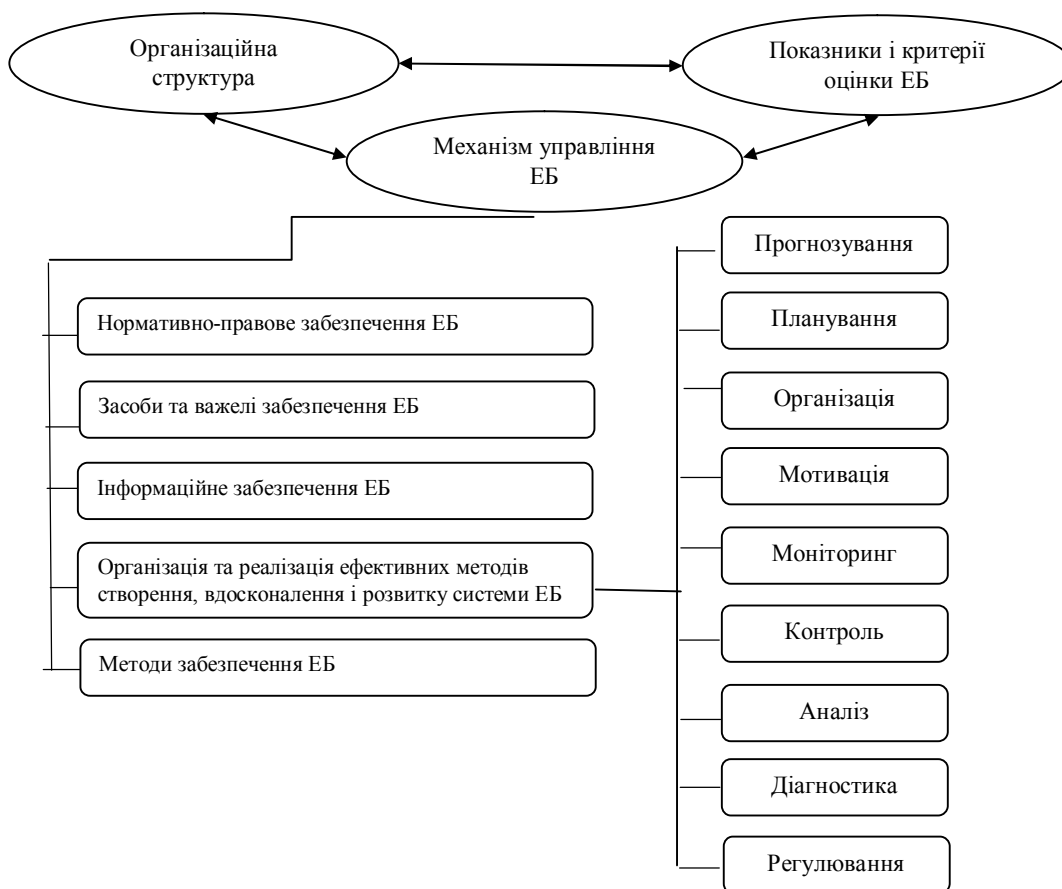 Організаційна
структура
Показники і критерії
оцінки ЕБ
Механізм управління
ЕБ
Нормативно-правове забезпечення ЕБ
Засоби та важелі забезпечення ЕБ
Інформаційне забезпечення ЕБ
Організація та реалізація ефективних методів
створення, вдосконалення і розвитку системи ЕБ
Методи забезпечення ЕБ
Прогнозування
Планування
Організація
Мотивація
Моніторинг
Контроль
Аналіз
Діагностика
Регулювання